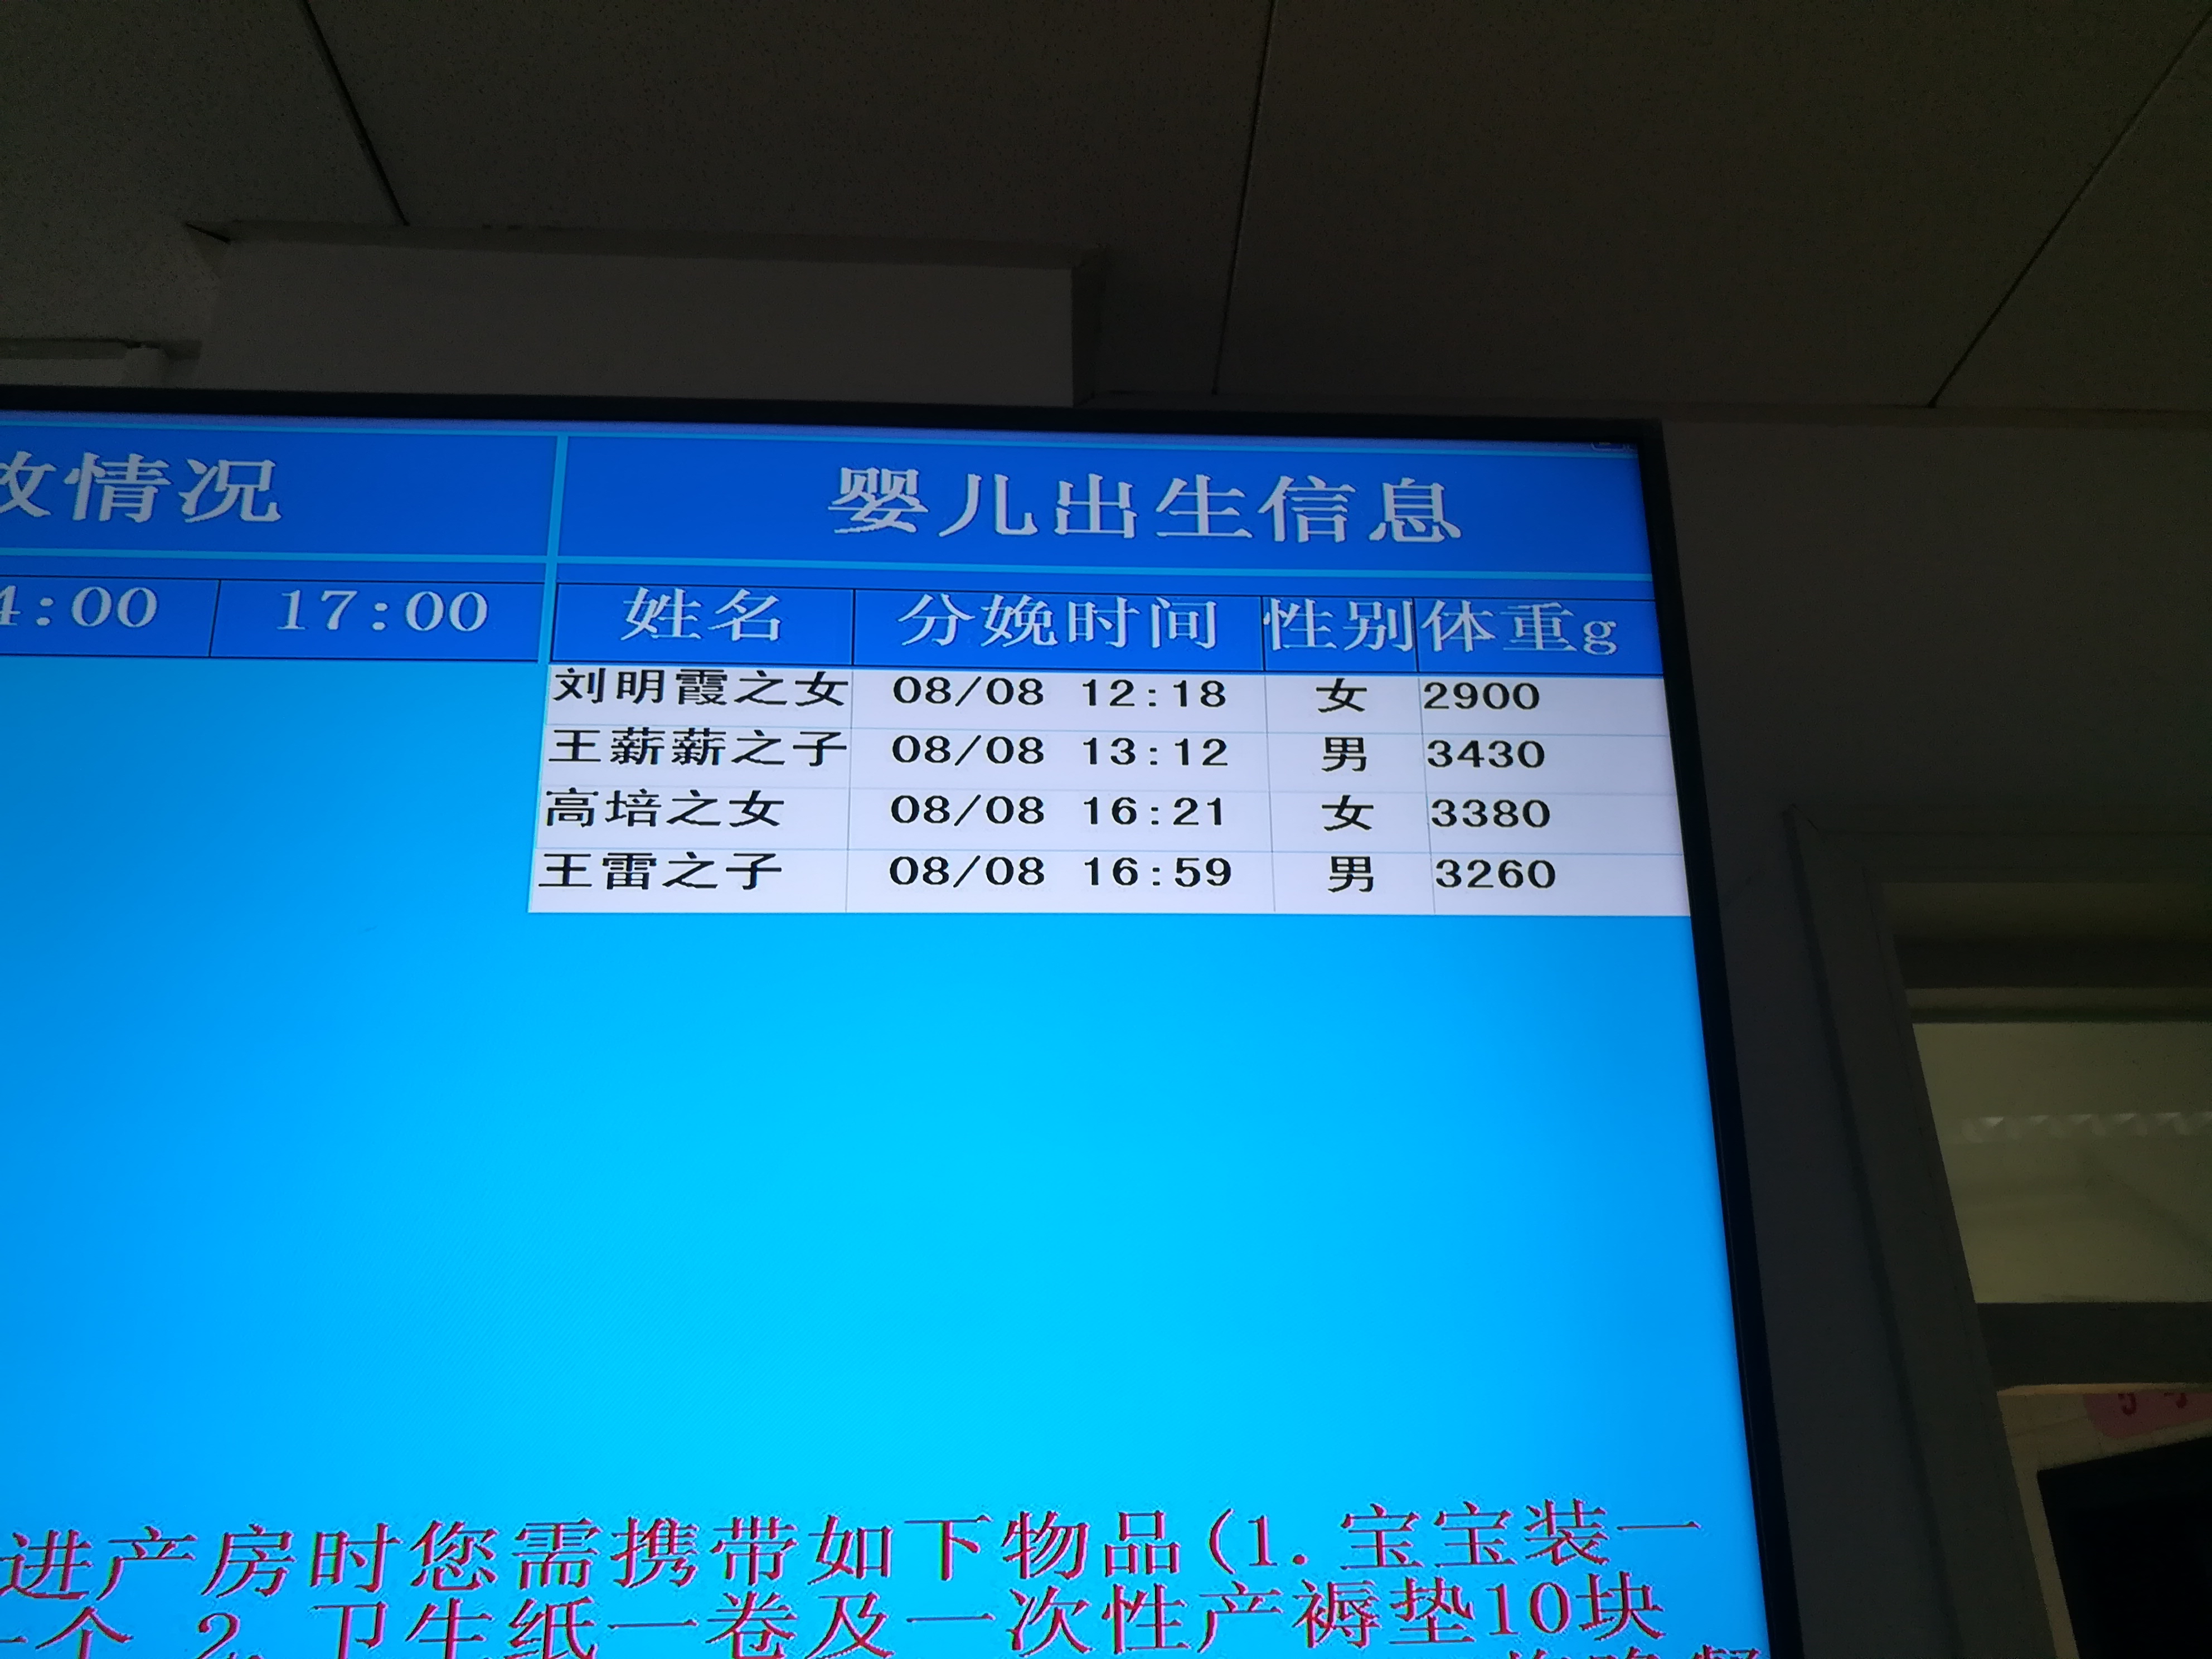 情况
婴儿出生信息
4:00 17:00 姓名 分娩时间 性别 体重g
刘明霞之女 08/08 12:18 女 2900
王薪薪之子 08/08 13:12 男 3430
高培之女 08/08 16:21 女 3380
王雷之子 08/08 16:59 男 3260
进产房时您需携带如下物品(1.宝宝装一
一个 2.卫生纸一卷及一次性产褥垫10块